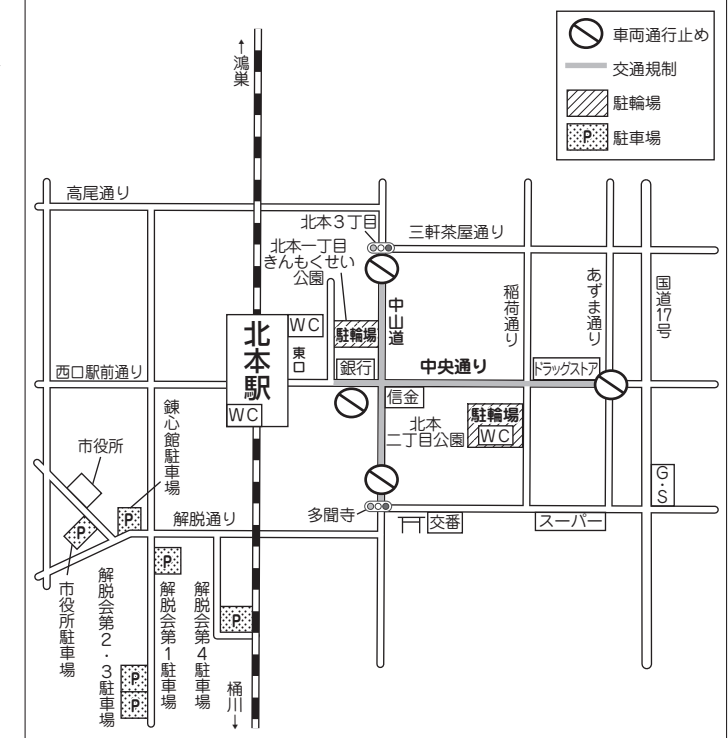 車両通行止め
交通規制
駐輪場
P 駐車場
↑鴻巣
高尾通り
北本3丁目
三軒茶屋通り
北本一丁目
きんもくせい
公園
中山道
稲荷通り
あずま通り
国道17号
駐輪場
WC
東口
北本駅
WC
銀行
中央通り
ドラッグストア
西口駅前通り
信金
駐輪場
WC
北本
二丁目公園
錬心館駐車場
市役所
P
P
解脱通り
多聞寺
交番
スーパー
G・S
P
P
P
P
市役所駐車場
解脱会第2・3駐車場
解脱会第1駐車場
解脱会第4駐車場
桶川↓